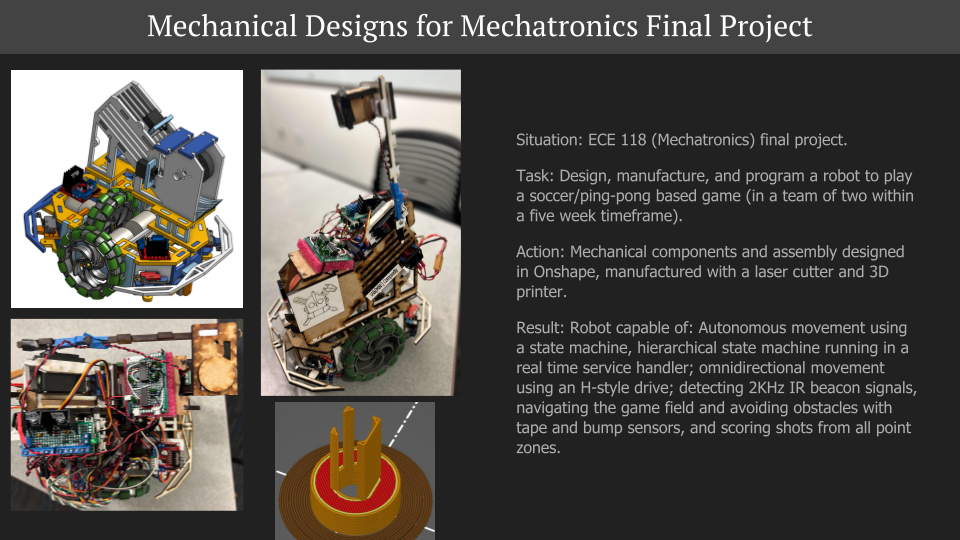 Mechanical Designs for Mechatronics Final Project
Situation: ECE 118 (Mechatronics) final project.
Task: Design, manufacture, and program a robot to play
a soccer/ping-pong based game (in a team of two within
a five week timeframe).
Action: Mechanical components and assembly designed
in Onshape, manufactured with a laser cutter and 3D
printer.
Result: Robot capable of: Autonomous movement using
a state machine, hierarchical state machine running in a
real time service handler; omnidirectional movement
using an H-style drive; detecting 2KHz IR beacon signals,
navigating the game field and avoiding obstacles with
tape and bump sensors, and scoring shots from all point
zones.